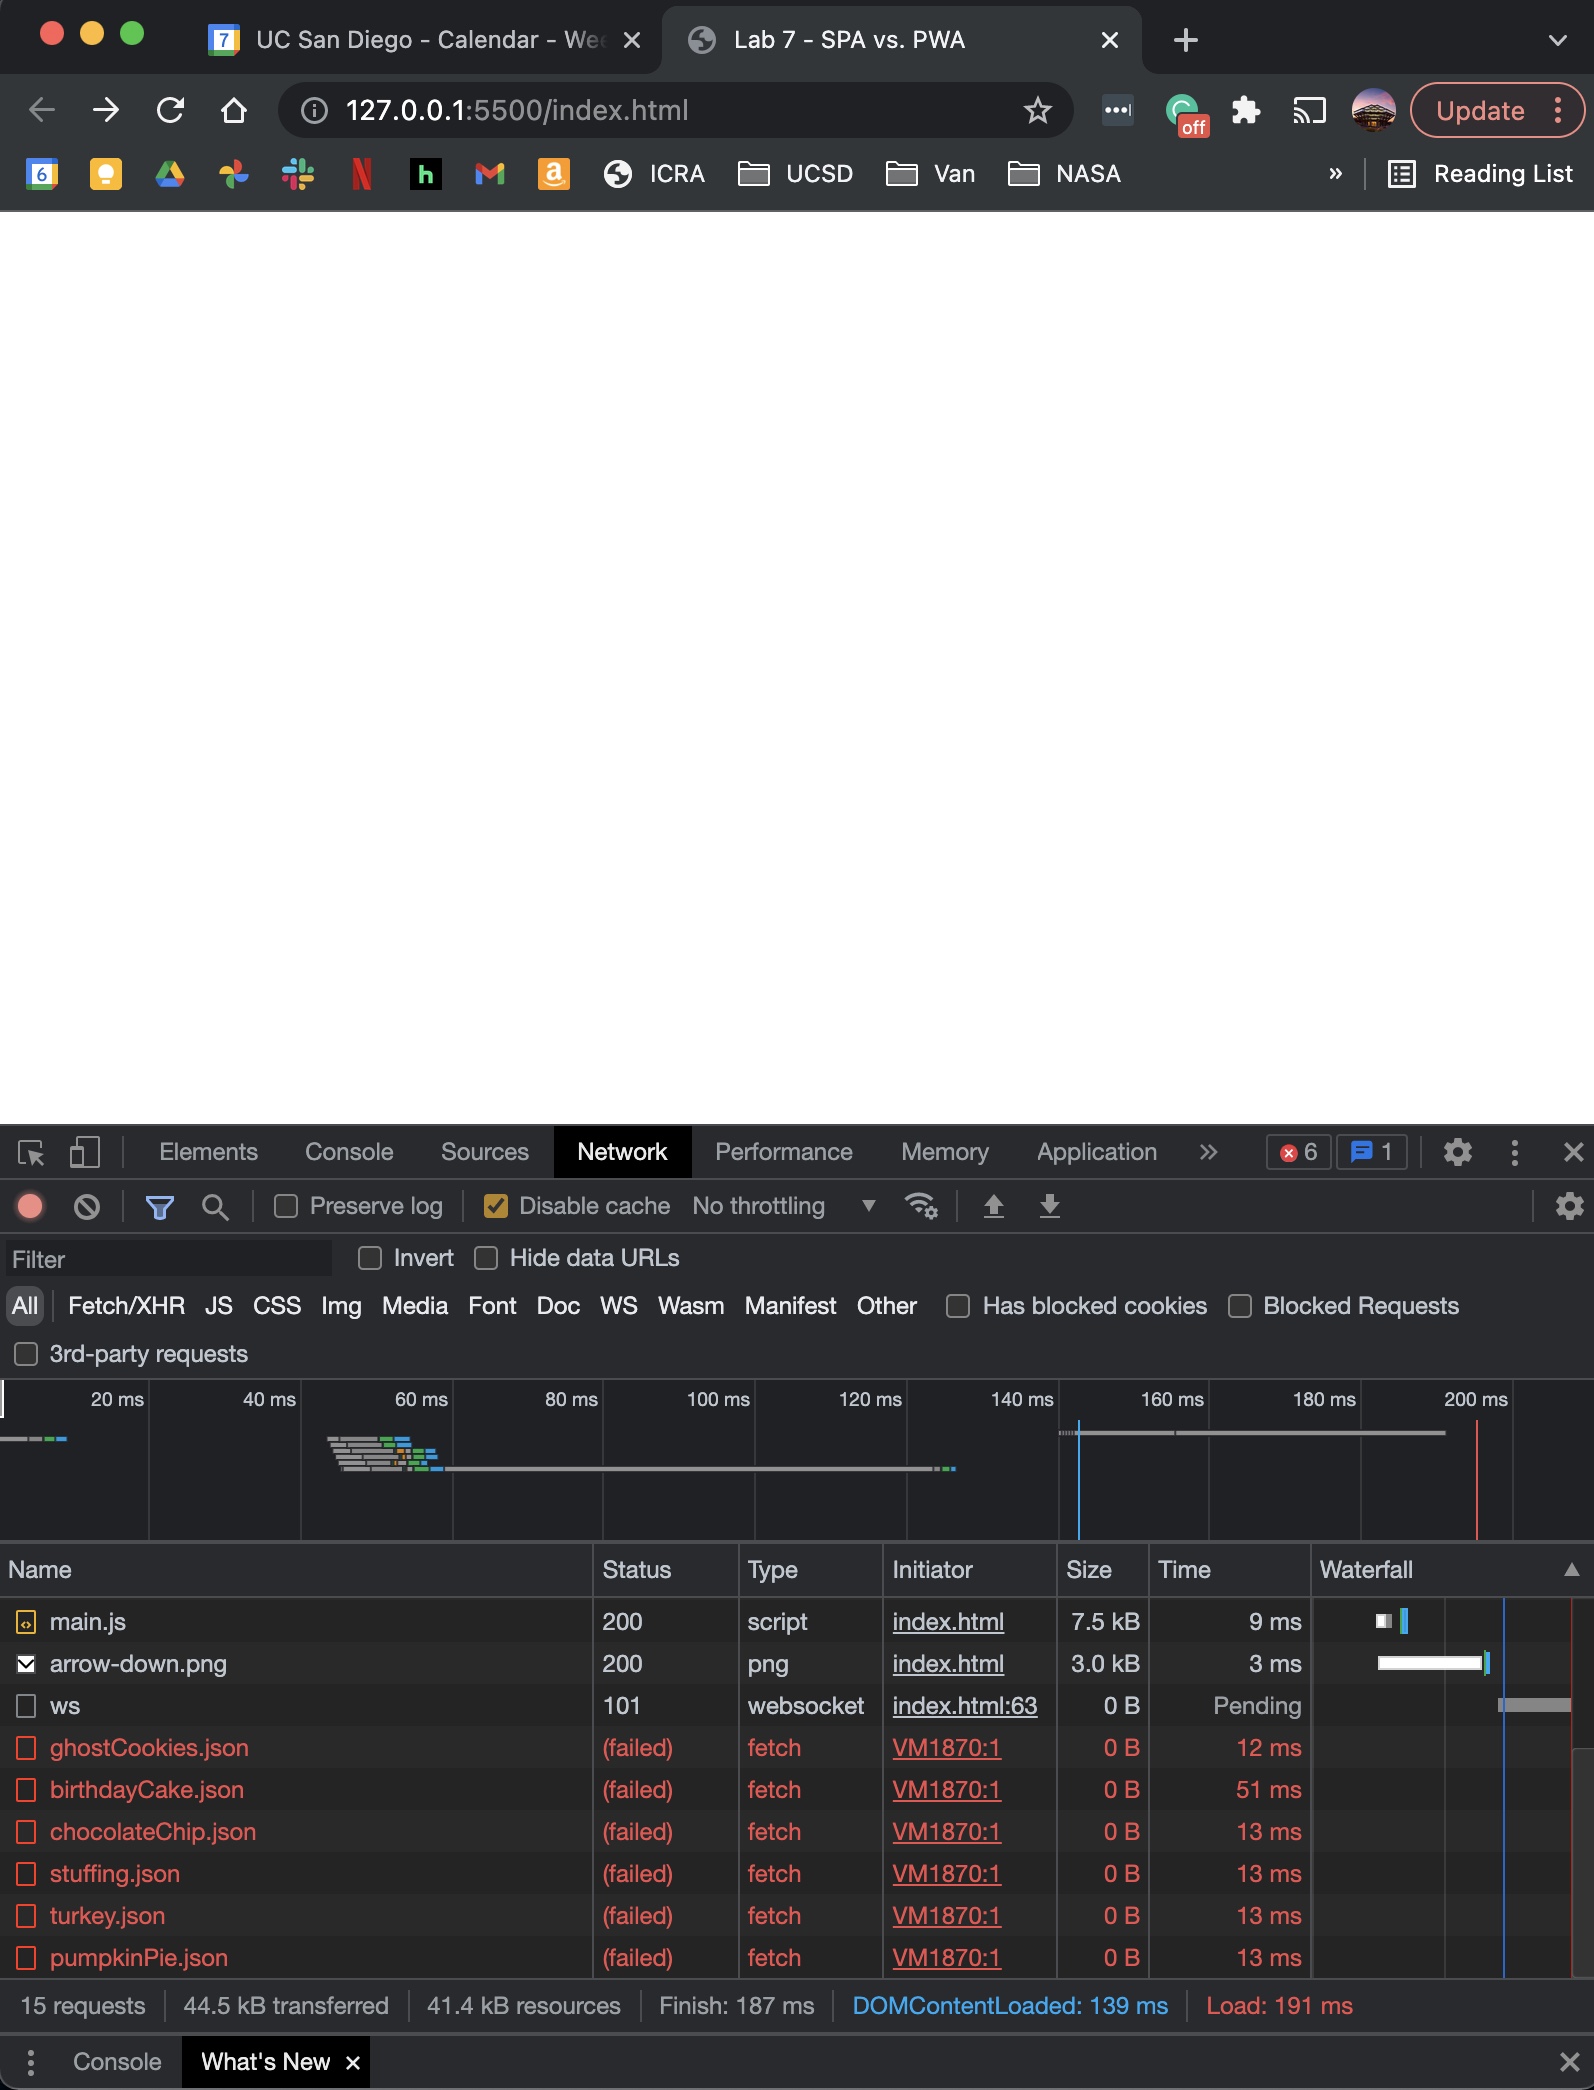 7 UC San Diego - Calendar - Wee Lab 7 - SPA vs. PWA
127.0.0.1:5500/index.html off Update
6 h a ICRA UCSD Van NASA » Reading List
Elements Console Sources Network Performance Memory Application » 6 1
Preserve log Disable cache No throttling
Filter Invert Hide data URLs
All Fetch/XHR JS CSS Img Media Font Doc WS Wasm Manifest Other Has blocked cookies Blocked Requests
3rd-party requests
20 ms 40 ms 60 ms 80 ms 100 ms 120 ms 140 ms 160 ms 180 ms 200 ms
Name Status Type Initiator Size Time Waterfall
main.js 200 script index.html 7.5 kB 9 ms
arrow-down.png 200 png index.html 3.0 kB 3 ms
ws 101 websocket index.html:63 0 B Pending
ghostCookies.json (failed) fetch VM1870:1 0 B 12 ms
birthdayCake.json (failed) fetch VM1870:1 0 B 51 ms
chocolateChip.json (failed) fetch VM1870:1 0 B 13 ms
stuffing.json (failed) fetch VM1870:1 0 B 13 ms
turkey.json (failed) fetch VM1870:1 0 B 13 ms
pumpkinPie.json (failed) fetch VM1870:1 0 B 13 ms
15 requests 44.5 kB transferred 41.4 kB resources Finish: 187 ms DOMContentLoaded: 139 ms Load: 191 ms
Console What's New